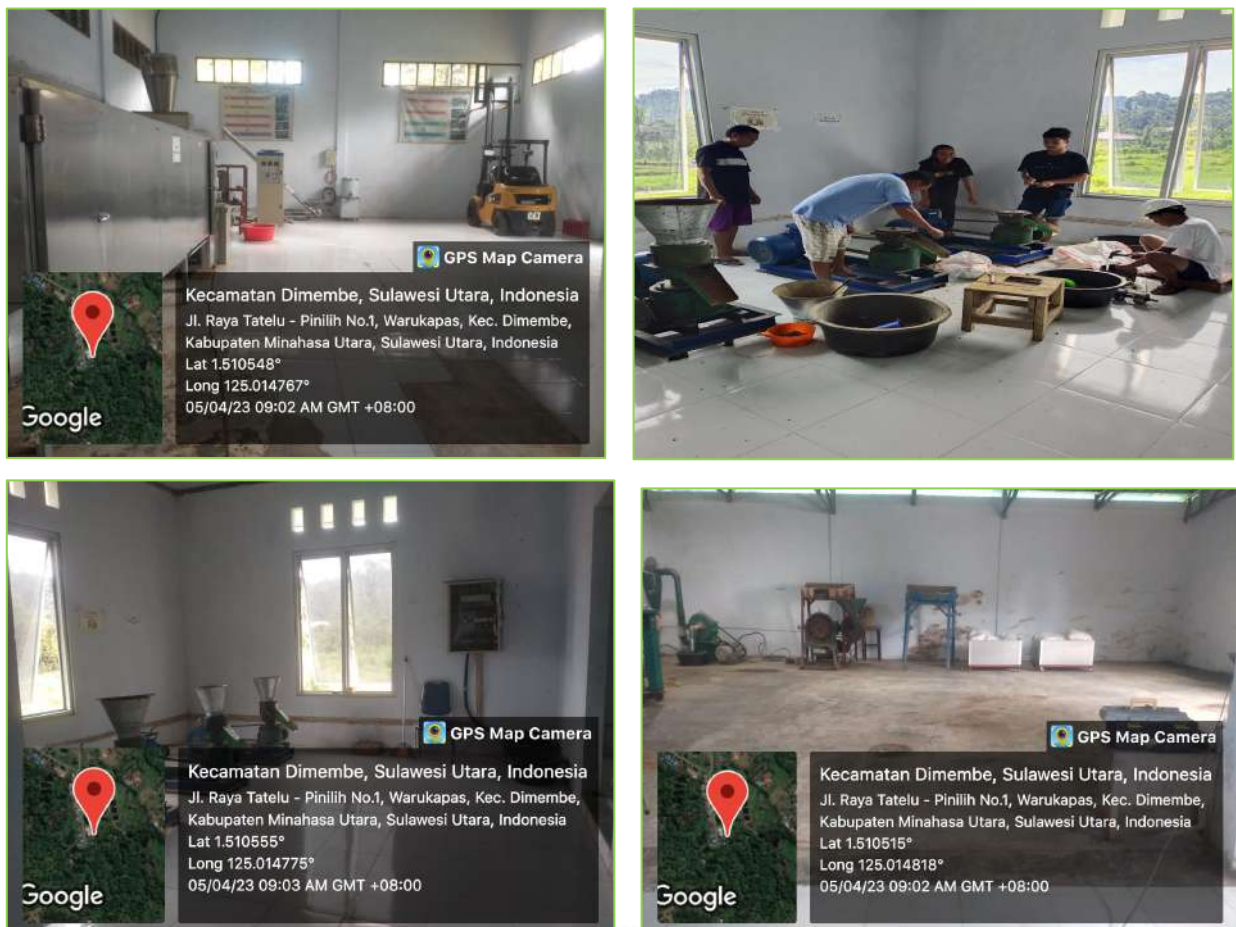 GPS Map Camera
Kecamatan Dimembe, Sulawesi Utara, Indonesia
Jl. Raya Tatelu - Pinilih No.1, Warukapas, Kec. Dimembe,
Kabupaten Minahasa Utara, Sulawesi Utara, Indonesia
Lat 1.510548°
Long 125.014767°
05/04/23 09:02 AM GMT +08:00
Google
GPS Map Camera
Kecamatan Dimembe, Sulawesi Utara, Indonesia
Jl. Raya Tatelu - Pinilih No.1, Warukapas, Kec. Dimembe,
Kabupaten Minahasa Utara, Sulawesi Utara, Indonesia
Lat 1.510555°
Long 125.014775°
05/04/23 09:03 AM GMT +08:00
Google
GPS Map Camera
Kecamatan Dimembe, Sulawesi Utara, Indonesia
Jl. Raya Tatelu - Pinilih No.1, Warukapas, Kec. Dimembe,
Kabupaten Minahasa Utara, Sulawesi Utara, Indonesia
Lat 1.510515°
Long 125.014818°
05/04/23 09:02 AM GMT +08:00
Google